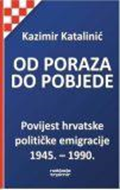 Kazimir Katalinić
OD PORAZA
DO POBJEDE
Povijest hrvatske
političke emigracije
1945. – 1990.